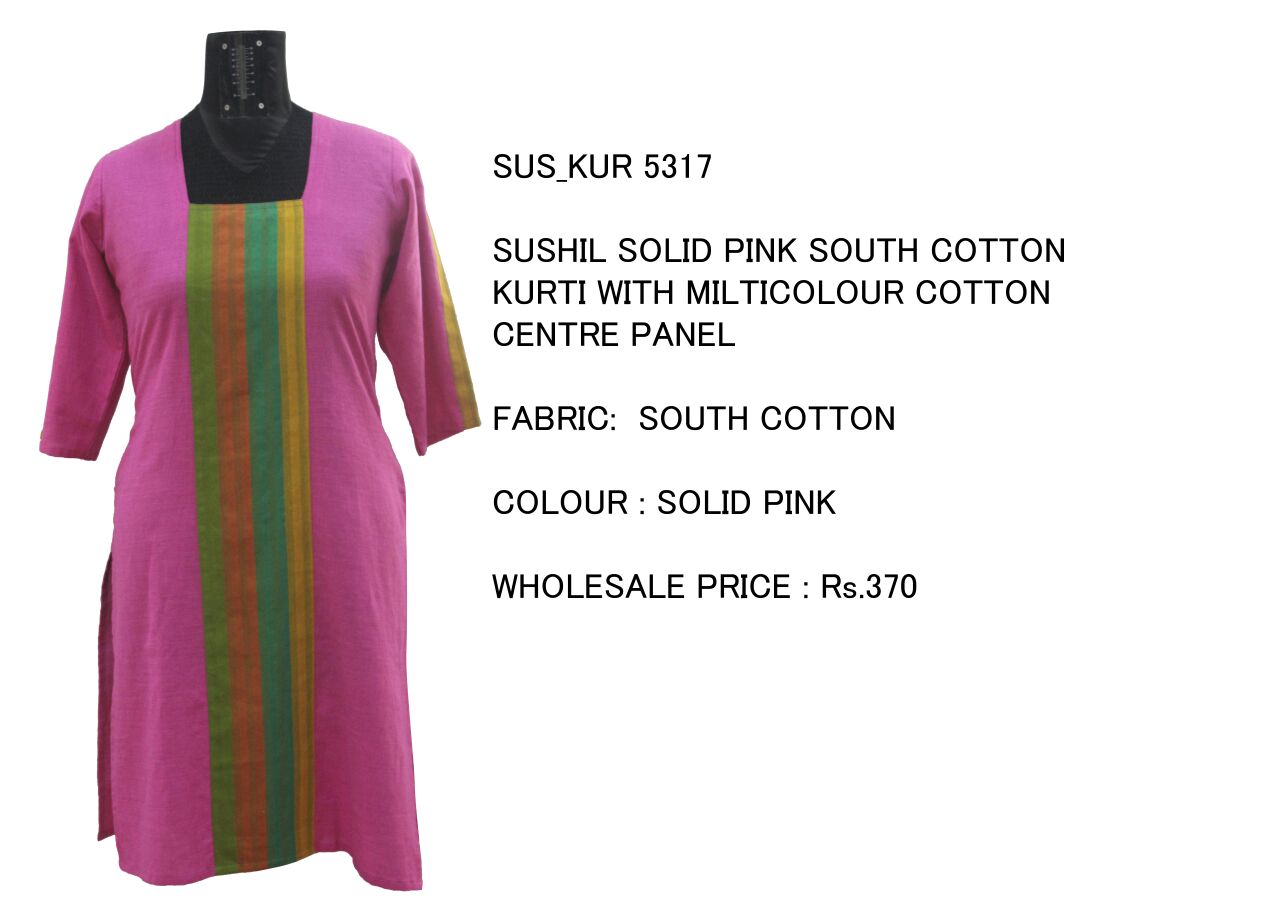 SUS_KUR 5317
SUSHIL SOLID PINK SOUTH COTTON
KURTI WITH MILTICOLOUR COTTON
CENTRE PANEL
FABRIC:  SOUTH COTTON
COLOUR : SOLID PINK
WHOLESALE PRICE : Rs.370